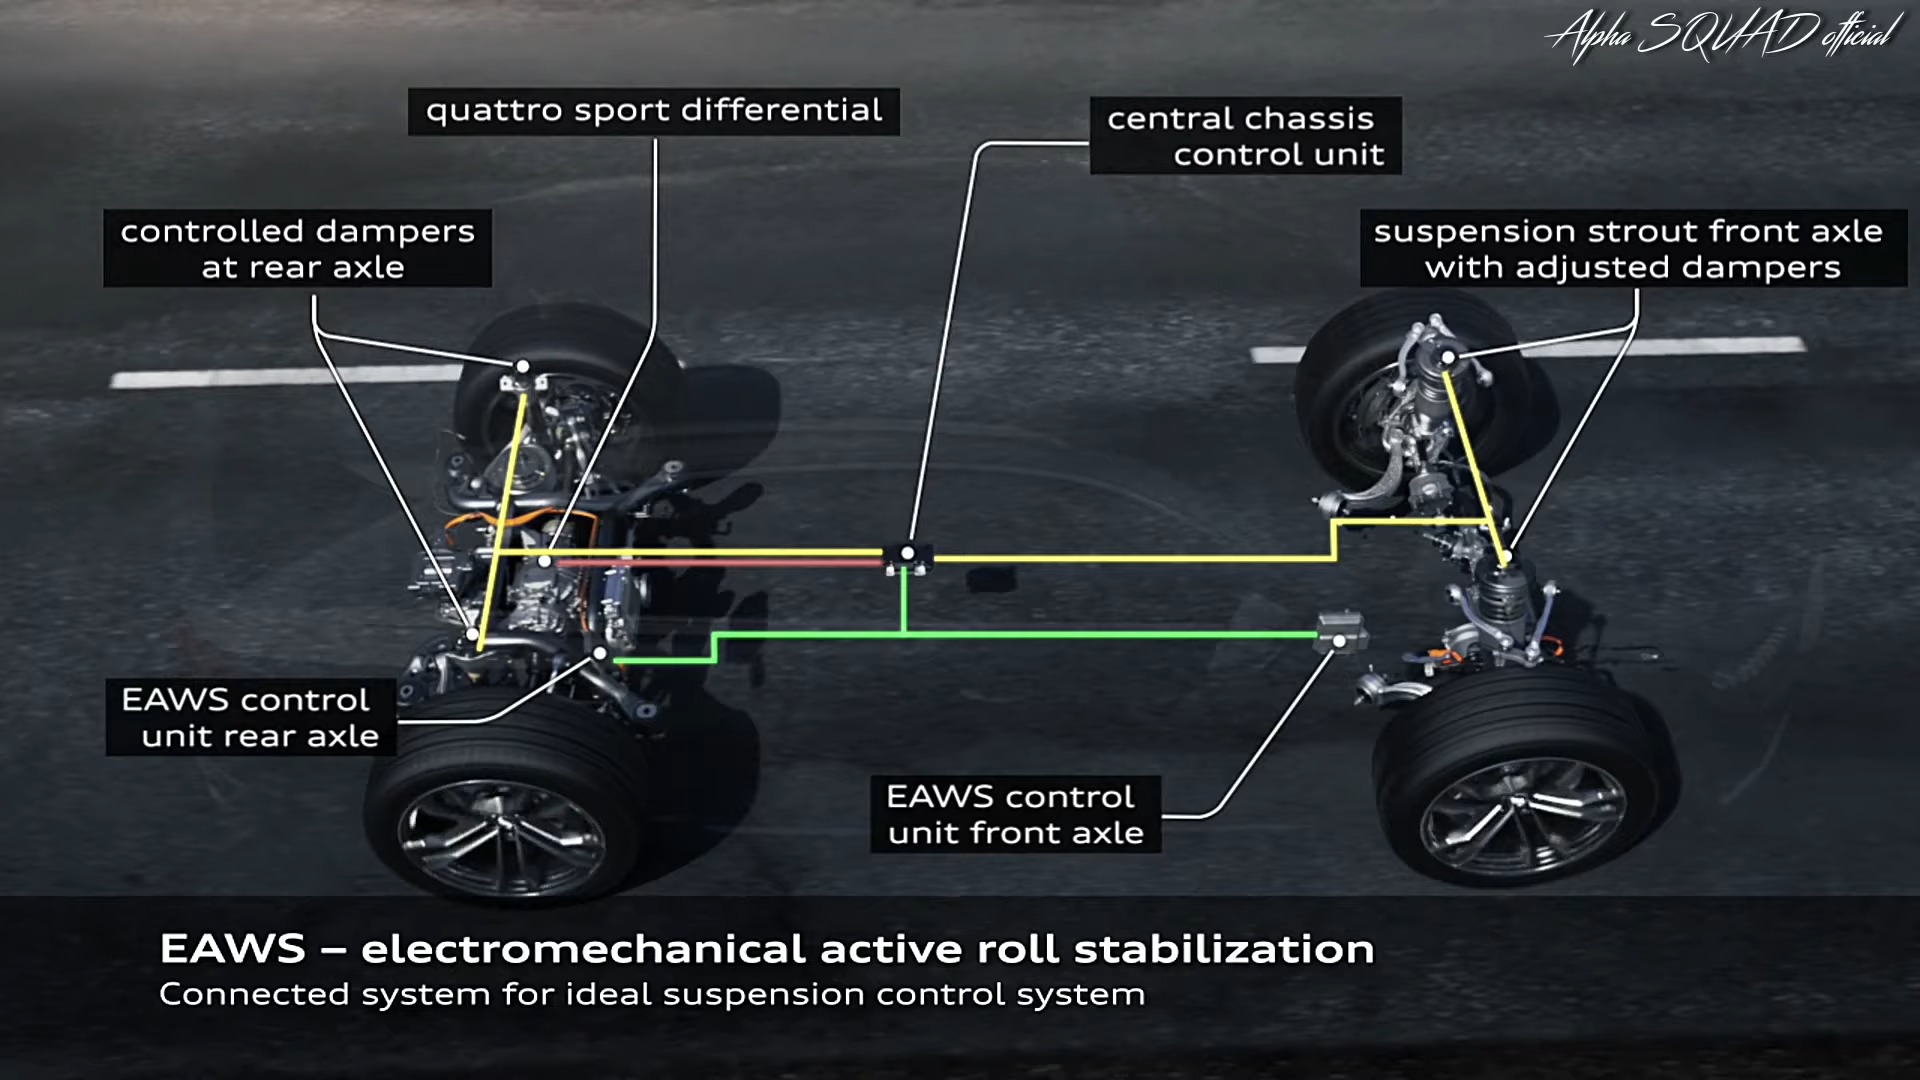 Alpha SQUAD official
quattro sport differential
central chassis
control unit
controlled dampers
at rear axle
suspension strout front axle
with adjusted dampers
EAWS control
unit rear axle
EAWS control
unit front axle
EAWS – electromechanical active roll stabilization
Connected system for ideal suspension control system